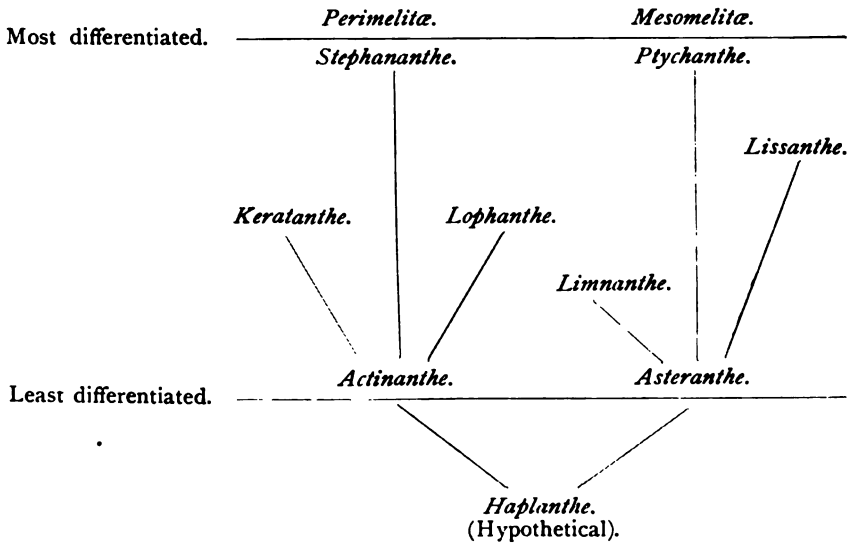 Perimelitæ. Mesomelitæ.
Most differentiated.
Stephananthe. Ptychanthe.
Lissanthe.
Keratanthe. Lophanthe.
Limnanthe.
Actinanthe. Asteranthe.
Least differentiated.
Haplanthe.
(Hypothetical).